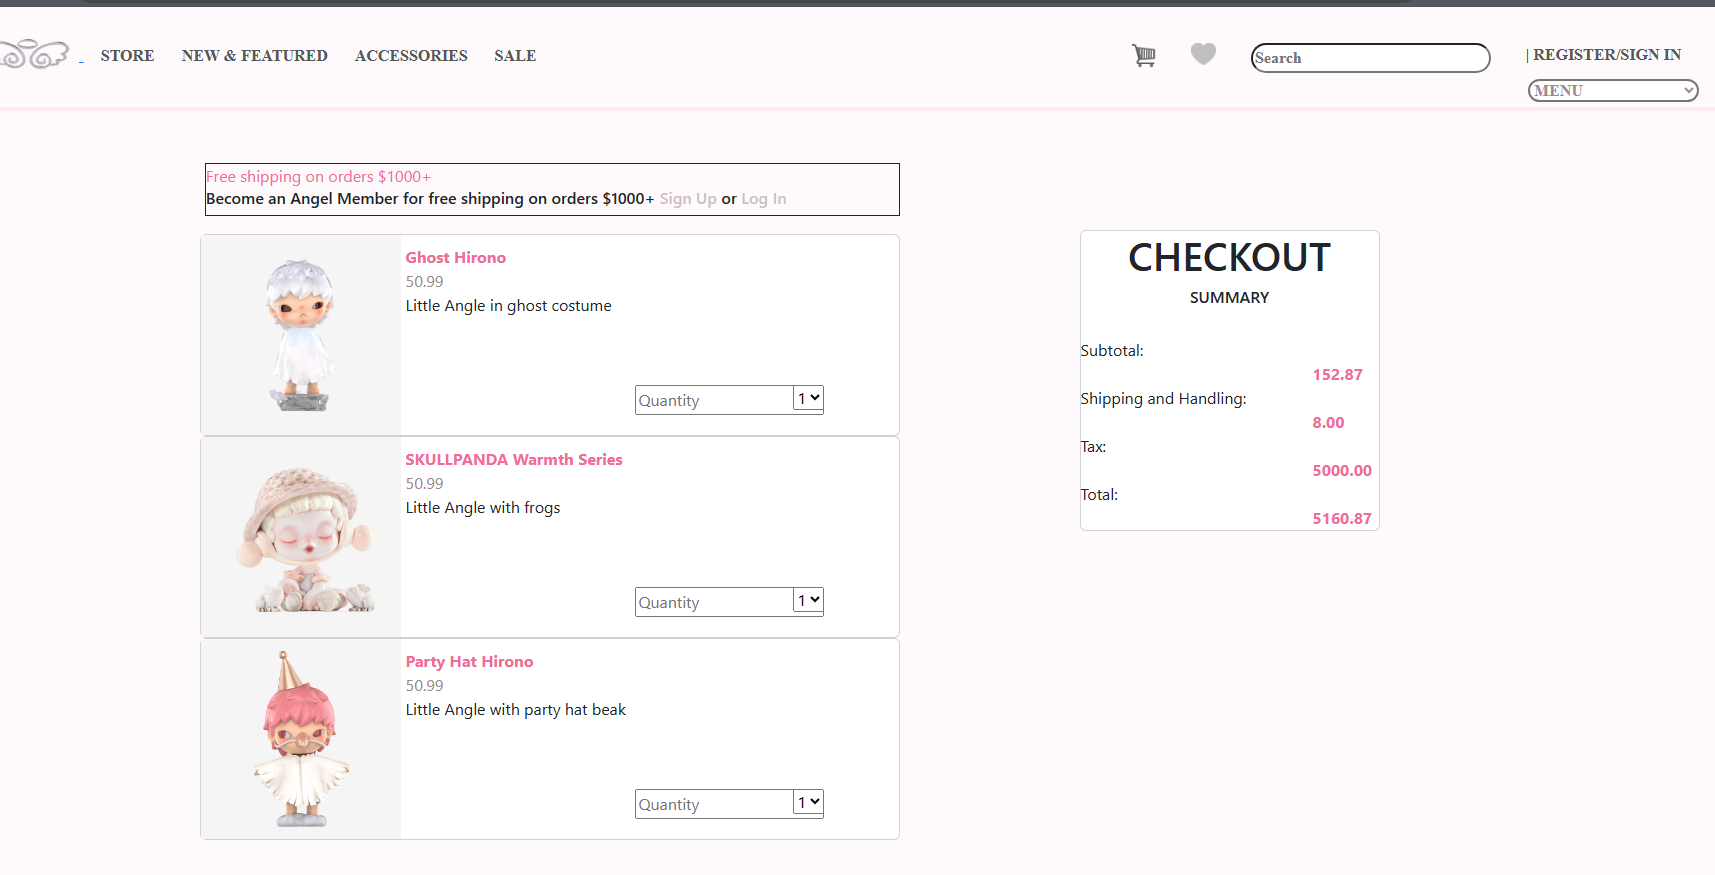 STORE NEW & FEATURED ACCESSORIES SALE Search | REGISTER/SIGN IN
MENU
Free shipping on orders $1000+
Become an Angel Member for free shipping on orders $1000+ Sign Up or Log In
Ghost Hirono
50.99
Little Angle in ghost costume
Quantity 1
SKULLPANDA Warmth Series
50.99
Little Angle with frogs
Quantity 1
Party Hat Hirono
50.99
Little Angle with party hat beak
Quantity 1
CHECKOUT
SUMMARY
Subtotal:
152.87
Shipping and Handling:
8.00
Tax:
5000.00
Total:
5160.87